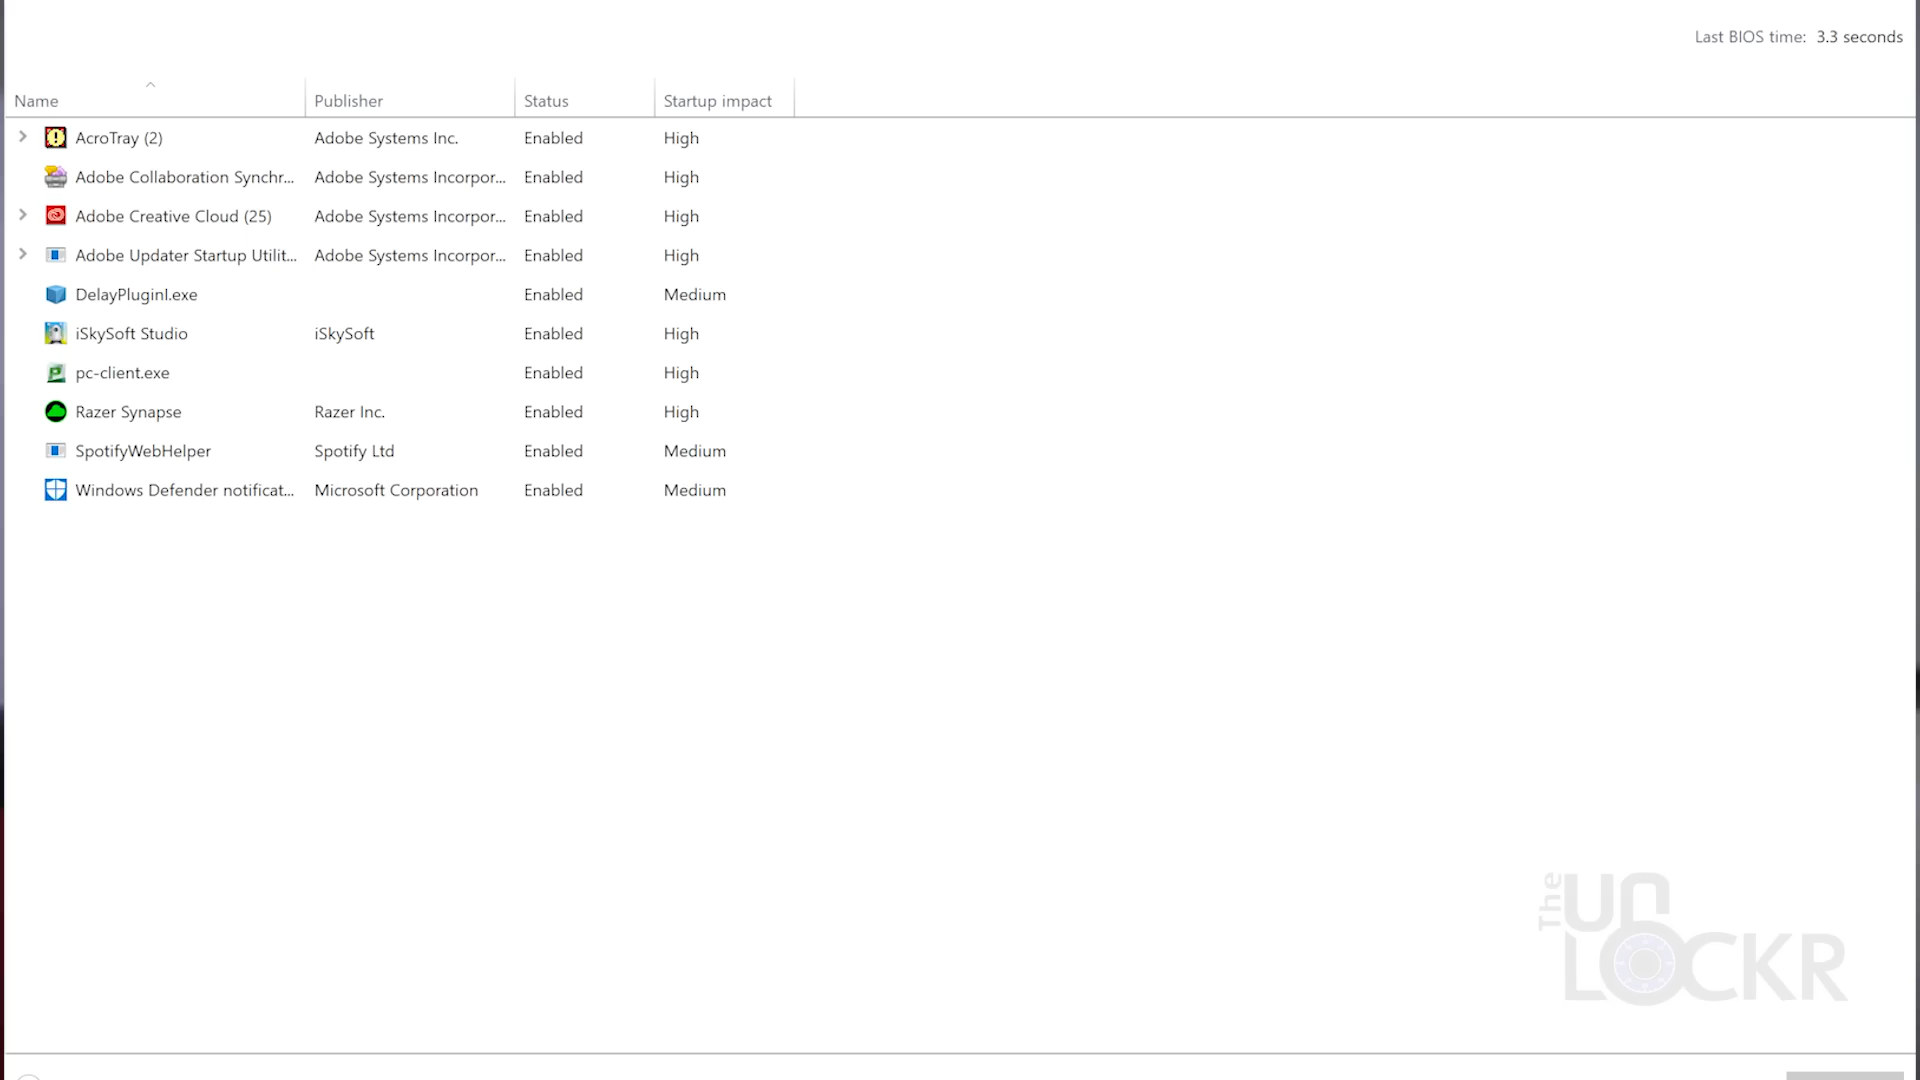 Last BIOS time: 3.3 seconds
Name Publisher Status Startup impact
AcroTray (2) Adobe Systems Inc. Enabled High
Adobe Collaboration Synchr... Adobe Systems Incorpor... Enabled High
Adobe Creative Cloud (25) Adobe Systems Incorpor... Enabled High
Adobe Updater Startup Utilit... Adobe Systems Incorpor... Enabled High
DelayPluginI.exe Enabled Medium
iSkySoft Studio iSkySoft Enabled High
pc-client.exe Enabled High
Razer Synapse Razer Inc. Enabled High
SpotifyWebHelper Spotify Ltd Enabled Medium
Windows Defender notificat... Microsoft Corporation Enabled Medium
The
Un
LOCKR